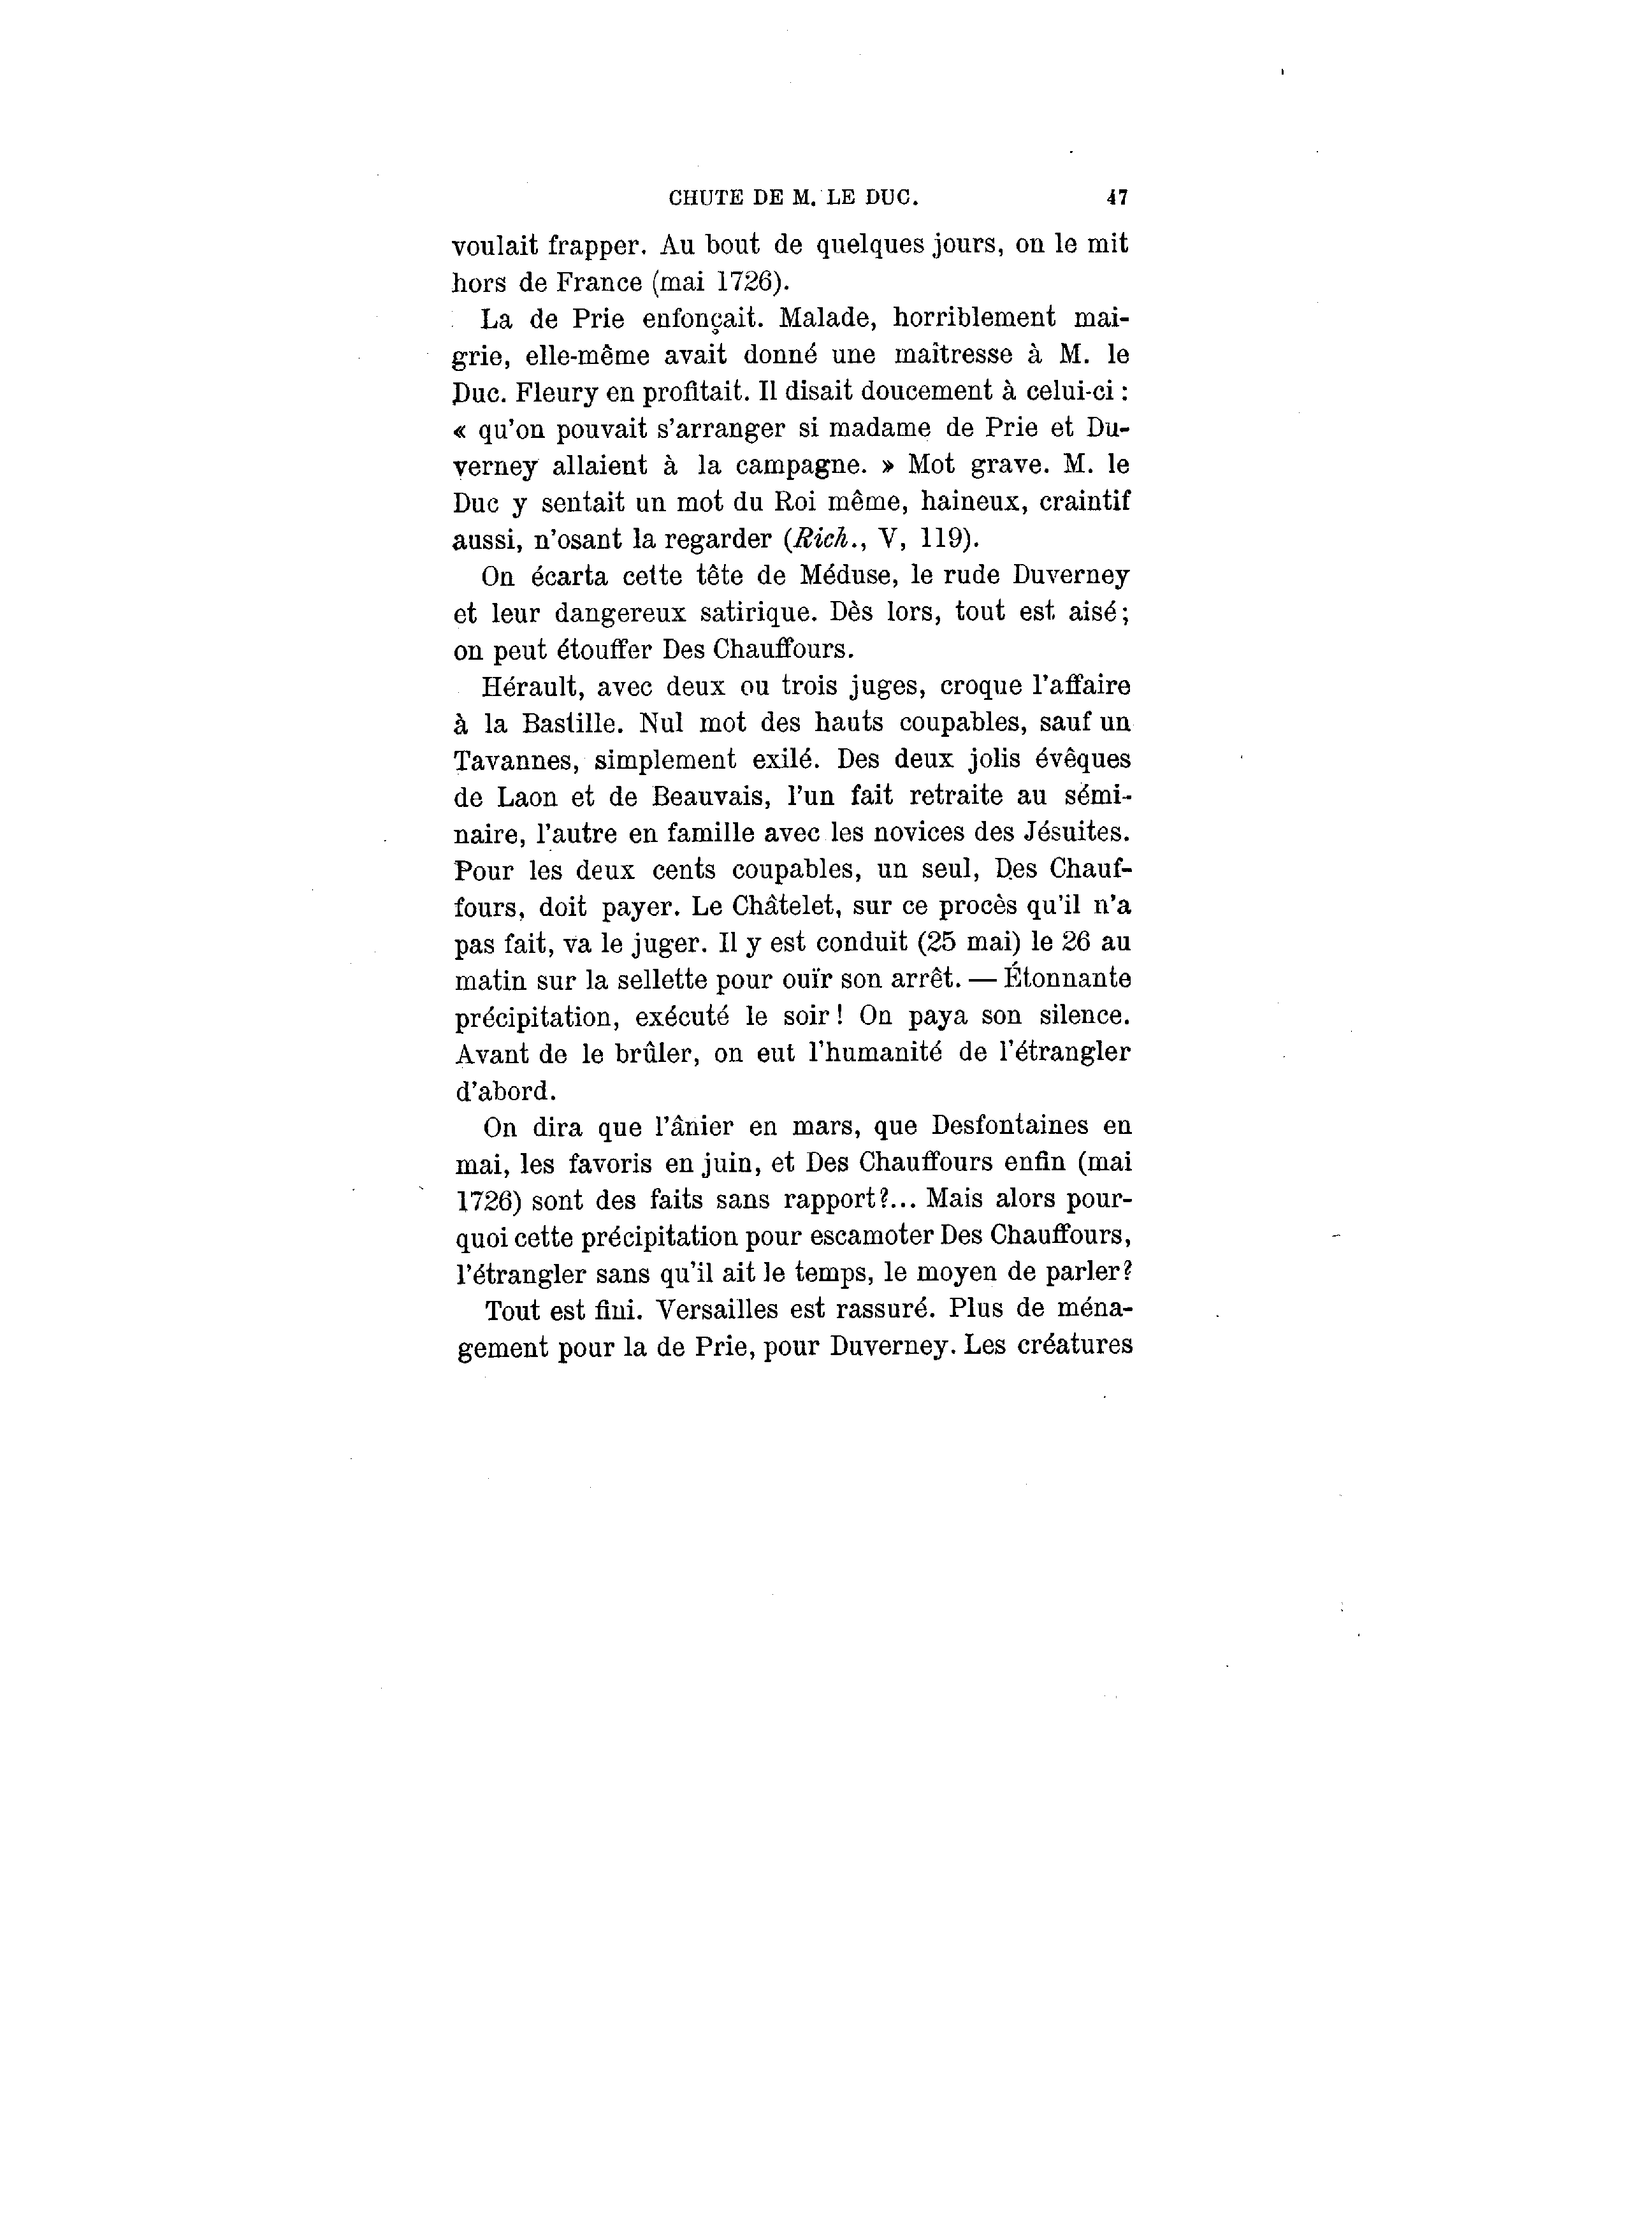 CHUTE DE M. LE DUC. 47
voulait frapper. Au bout de quelques jours, on le mit
hors de France (mai 1726).
La de Prie enfonçait. Malade, horriblement mai-
grie, elle-même avait donné une maîtresse à M. le
Duc. Fleury en profitait. Il disait doucement à celui-ci :
« qu'on pouvait s'arranger si madame de Prie et Du-
verney allaient à la campagne. » Mot grave. M. le
Duc y sentait un mot du Roi même, haineux, craintif
aussi, n'osant la regarder (Rich., V, 119).
On écarta cette tête de Méduse, le rude Duverney
et leur dangereux satirique. Dès lors, tout est aisé;
on peut étouffer Des Chauffours.
Hérault, avec deux ou trois juges, croque l'affaire
à la Bastille. Nul mot des hauts coupables, sauf un
Tavannes, simplement exilé. Des deux jolis évêques
de Laon et de Beauvais, l'un fait retraite au sémi-
naire, l'autre en famille avec les novices des Jésuites.
Pour les deux cents coupables, un seul, Des Chauf-
fours, doit payer. Le Châtelet, sur ce procès qu'il n'a
pas fait, va le juger. Il y est conduit (25 mai) le 26 au
matin sur la sellette pour ouïr son arrêt. — Étonnante
précipitation, exécuté le soir! On paya son silence.
Avant de le brûler, on eut l'humanité de l'étrangler
d'abord.
On dira que l'ânier en mars, que Desfontaines en
mai, les favoris en juin, et Des Chauffours enfin (mai
1726) sont des faits sans rapport?... Mais alors pour-
quoi cette précipitation pour escamoter Des Chauffours,
l'étrangler sans qu'il ait le temps, le moyen de parler?
Tout est fini. Versailles est rassuré. Plus de ména-
gement pour la de Prie, pour Duverney. Les créatures